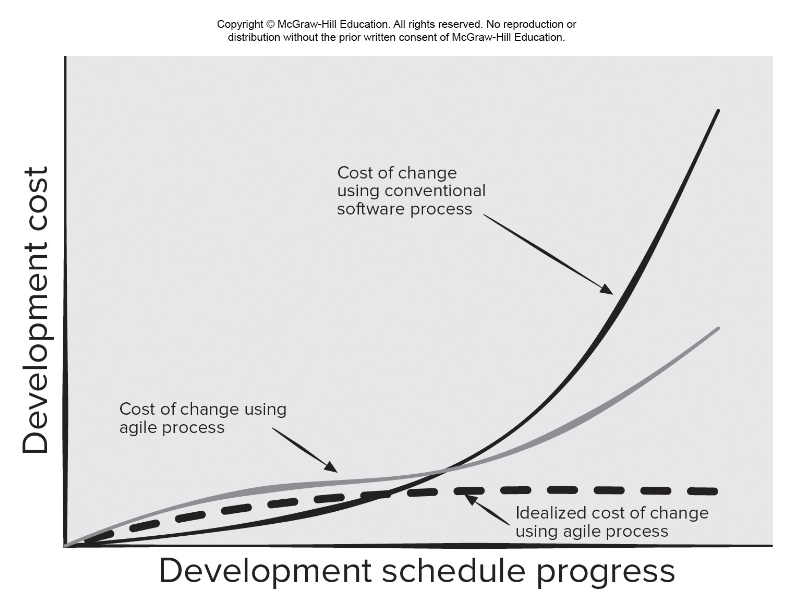 Copyright © McGraw-Hill Education. All rights reserved. No reproduction or
distribution without the prior written consent of McGraw-Hill Education.
Development cost
Cost of change
using conventional
software process
Cost of change using
agile process
Idealized cost of change
using agile process
Development schedule progress